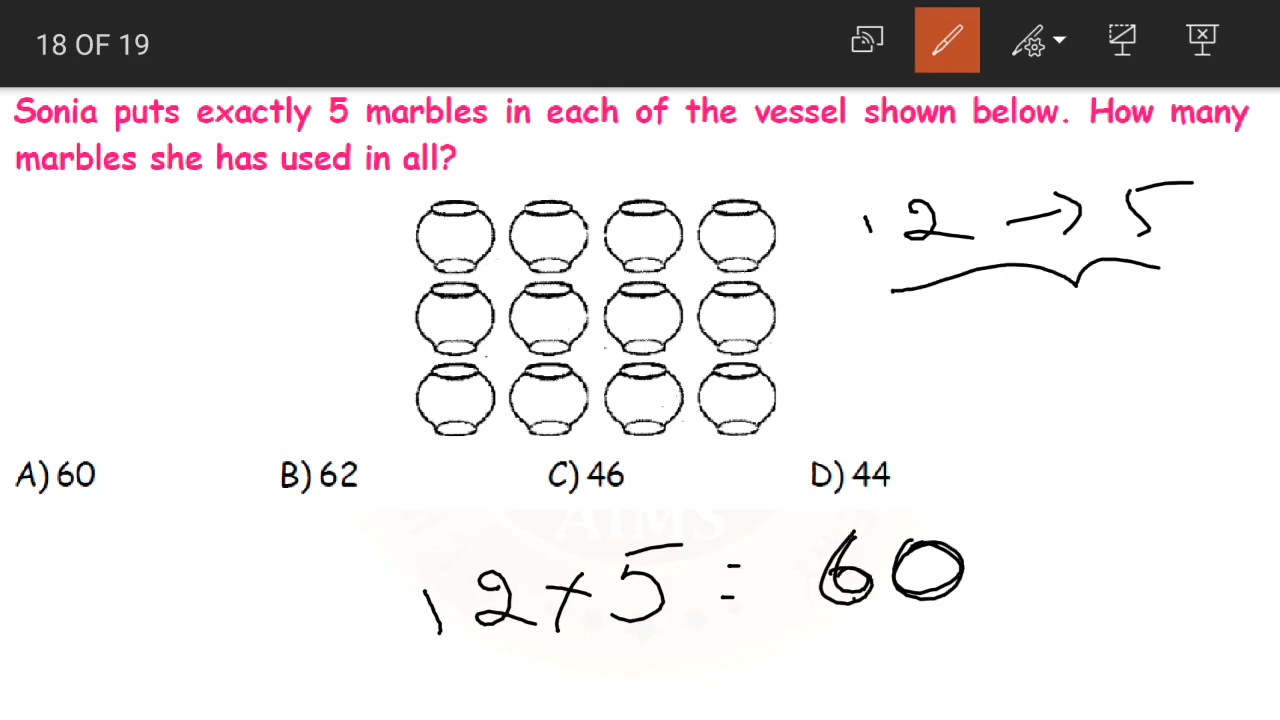 18 OF 19
Sonia puts exactly 5 marbles in each of the vessel shown below. How many
marbles she has used in all?
12 → 5
A) 60 B) 62 C) 46 D) 44
AIMS
12 × 5 = 60